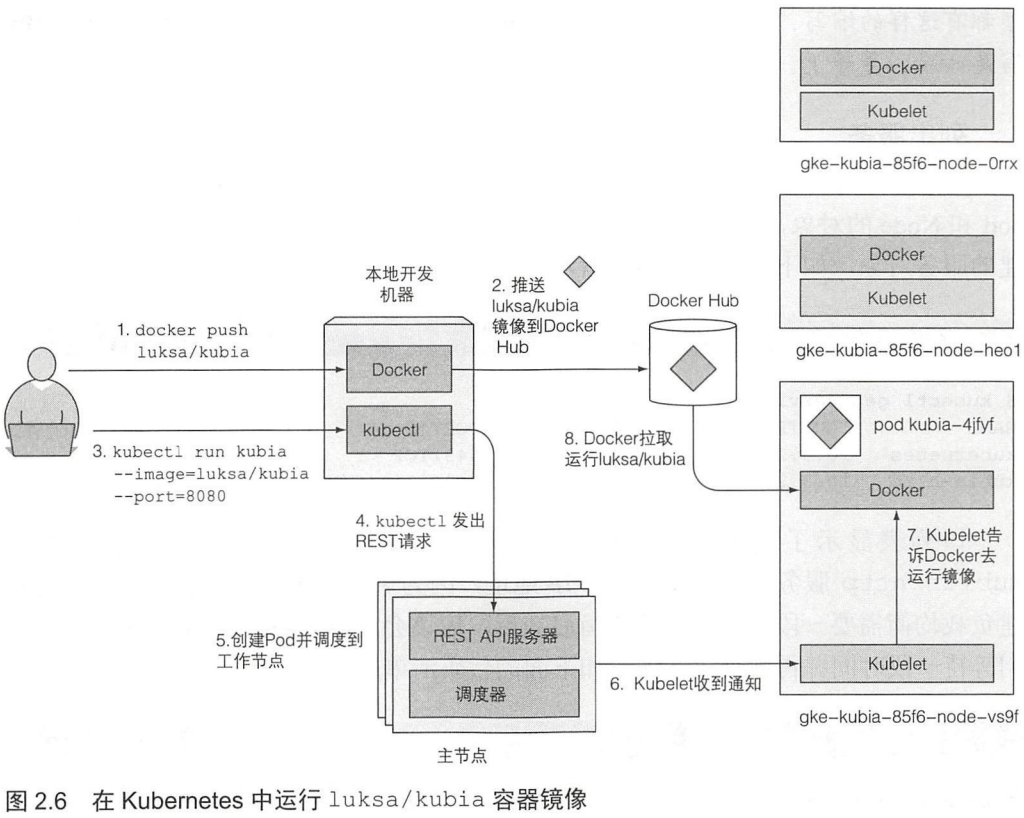 Docker
Kubelet
gke-kubia-85f6-node-0rrx
Docker
Kubelet
gke-kubia-85f6-node-heo1
本地开发
机器
2. 推送
luksa/kubia
镜像到Docker
Hub
Docker Hub
1. docker push
luksa/kubia
Docker
kubectl
3. kubectl run kubia
--image=luksa/kubia
--port=8080
8. Docker拉取
运行luksa/kubia
pod kubia-4jfyf
Docker
7. Kubelet告
诉Docker去
运行镜像
Kubelet
gke-kubia-85f6-node-vs9f
4. kubectl 发出
REST请求
5.创建Pod并调度到
工作节点
REST API服务器
调度器
主节点
6. Kubelet收到通知
图 2.6 在 Kubernetes 中运行 luksa/kubia 容器镜像